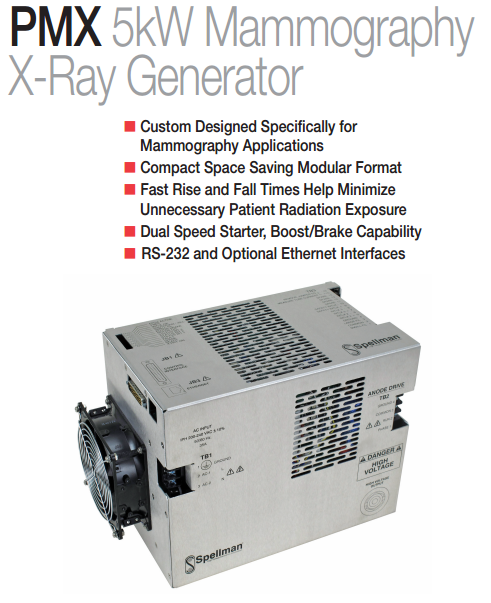 PMX 5kW Mammography
X-Ray Generator
■ Custom Designed Specifically for
Mammography Applications
■ Compact Space Saving Modular Format
■ Fast Rise and Fall Times Help Minimize
Unnecessary Patient Radiation Exposure
■ Dual Speed Starter, Boost/Brake Capability
■ RS-232 and Optional Ethernet Interfaces
Spellman
JB1
ANODE DRIVE
TB2
AC INPUT
TB1
GROUND
DANGER
HIGH
VOLTAGE
Spellman